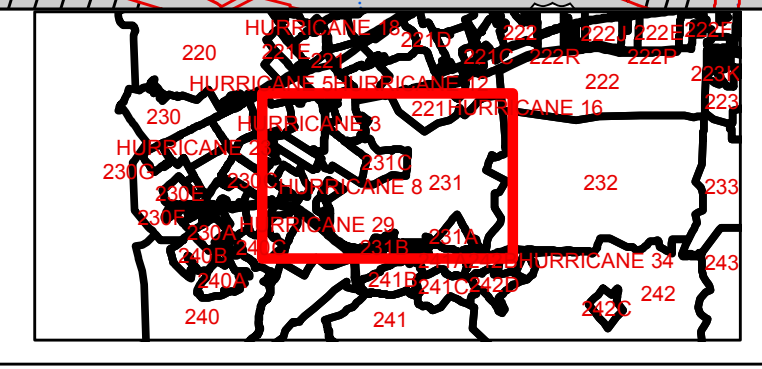 HURRICANE 18
221D
222
222J
222E
222F
220
221E
221
221C
222R
222P
HURRICANE 5
HURRICANE 12
222
223K
230
221
HURRICANE 16
223
HURRICANE 3
230G
231C
230E
HURRICANE 8
231
232
233
230F
HURRICANE 29
230A
240C
231B
231A
240B
HURRICANE 34
243
240A
241B
241C
242D
242
242C
240
241